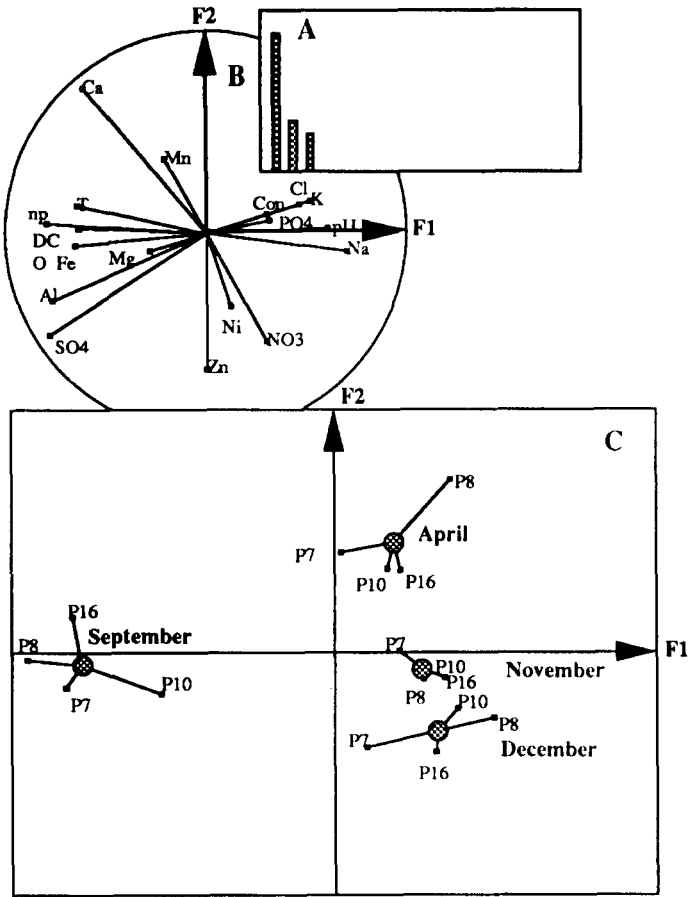 F2
A
B
Ca
Mn
Cl
K
T
Con
np
PO4
pH
F1
DC
Na
O Fe
Mg
Al
Ni
SO4
NO3
Zn
F2
C
P8
April
P7
P10
P16
P16
September
P8
P7
F1
P10
November
P16
P7
P10
P8
P10
P8
P7
December
P16